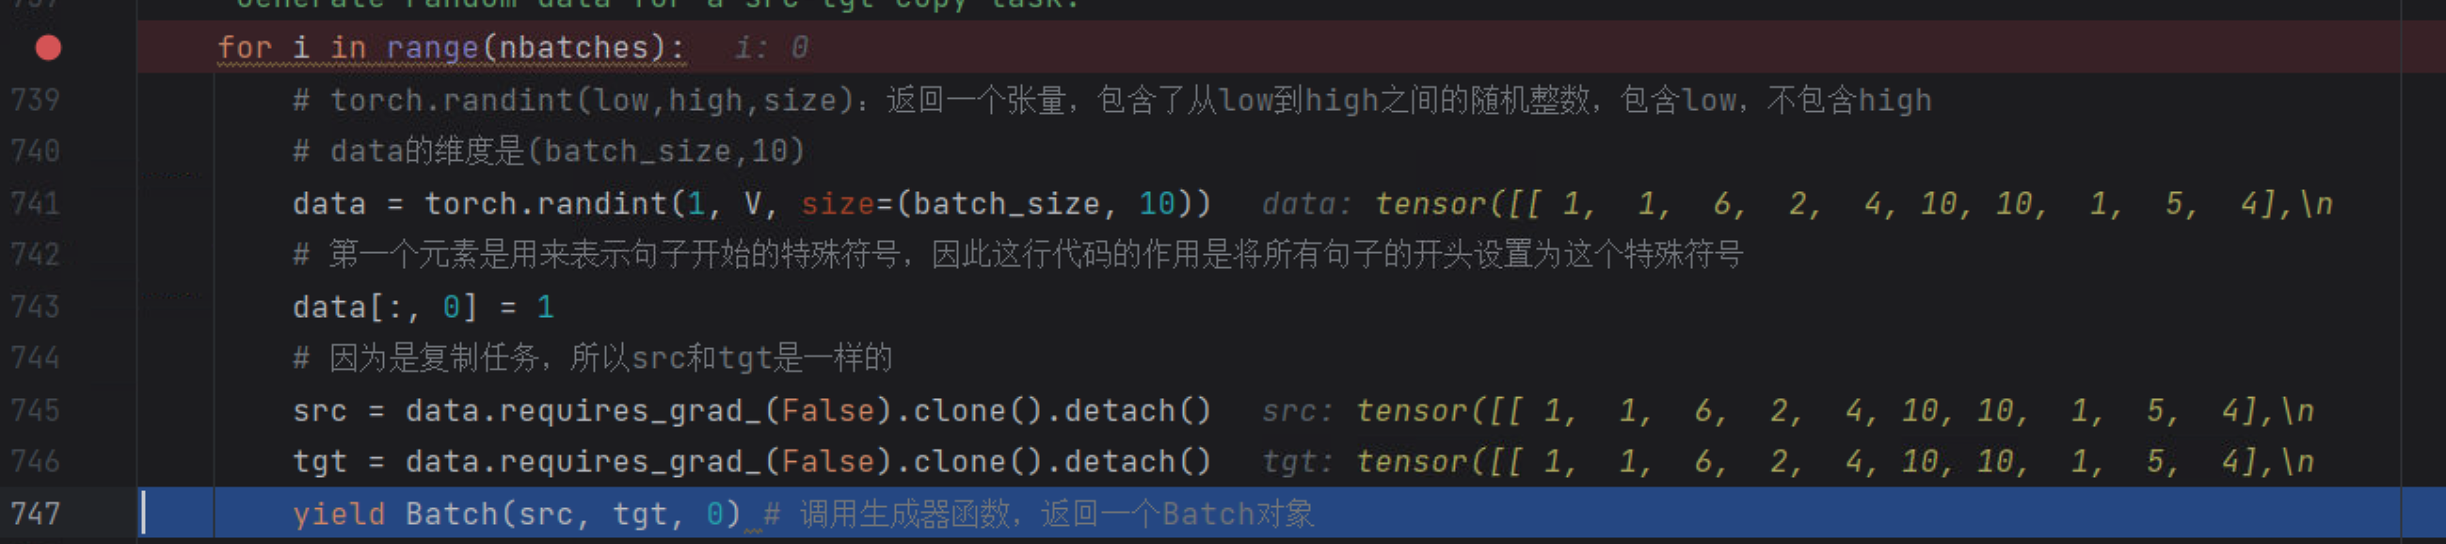 "Generate random data for a src-tgt copy task."
for i in range(nbatches):   i: 0
739 # torch.randint(low,high,size)：返回一个张量，包含了从low到high之间的随机整数，包含low，不包含high
740 # data的维度是(batch_size,10)
741 data = torch.randint(1, V, size=(batch_size, 10))   data: tensor([[ 1,  1,  6,  2,  4, 10, 10,  1,  5,  4],\n
742 # 第一个元素是用来表示句子开始的特殊符号，因此这行代码的作用是将所有句子的开头设置为这个特殊符号
743 data[:, 0] = 1
744 # 因为是复制任务，所以src和tgt是一样的
745 src = data.requires_grad_(False).clone().detach()   src: tensor([[ 1,  1,  6,  2,  4, 10, 10,  1,  5,  4],\n
746 tgt = data.requires_grad_(False).clone().detach()   tgt: tensor([[ 1,  1,  6,  2,  4, 10, 10,  1,  5,  4],\n
747 yield Batch(src, tgt, 0) # 调用生成器函数，返回一个Batch对象